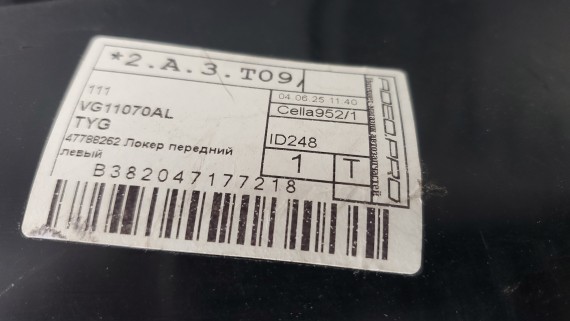 *2.A.3.T09
111
VG11070AL
TYG
47788262 Локер передний
левый
04.06.25 11:40
Cella952/1
ID248
1 T
B382047177218